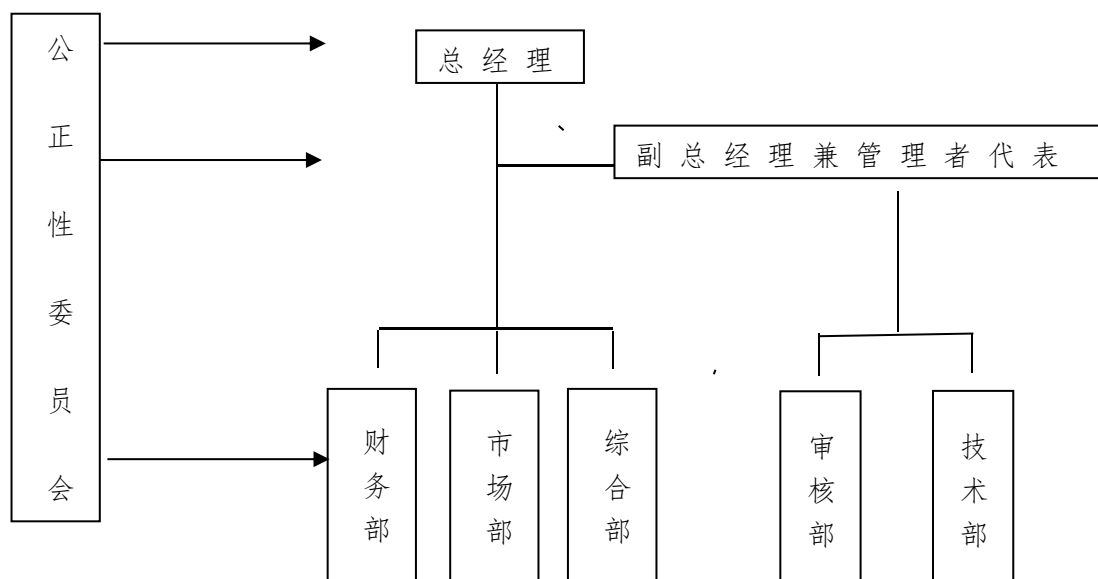 公正性委员会
总经理
副总经理兼管理者代表
财务部
市场部
综合部
审核部
技术部